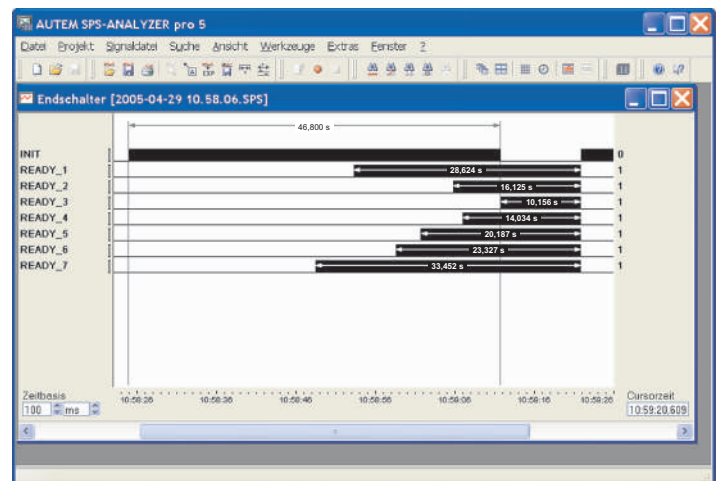 AUTEM SPS-ANALYZER pro 5
Datei Projekt Signaldatei Suche Ansicht Werkzeuge Extras Fenster ?
Endschalter [2005-04-29 10.58.06.SPS]
46,800 s
INIT 0
READY_1 28,624 s 1
READY_2 16,125 s 1
READY_3 10,156 s 1
READY_4 14,034 s 1
READY_5 20,187 s 1
READY_6 23,327 s 1
READY_7 33,452 s 1
Zeitbasis Cursorzeit
10:58:26 10:58:36 10:58:46 10:58:56 10:59:06 10:59:16 10:59:26
100 ms 10:59:20,609